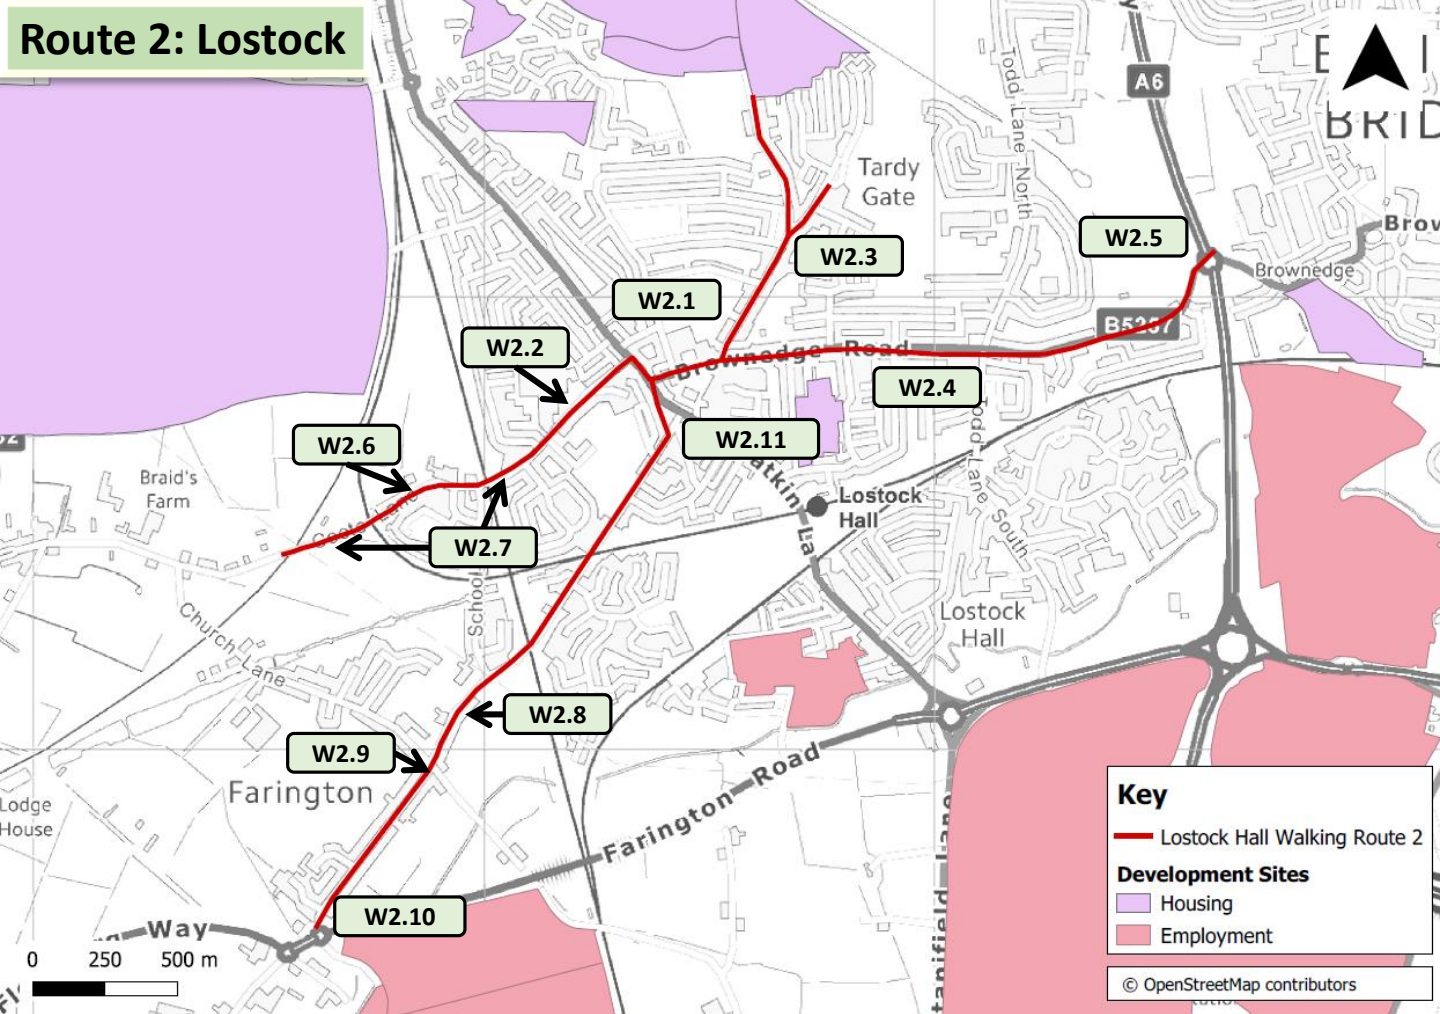 Route 2: Lostock
A6
BRID
Todd Lane North
Tardy
Gate
W2.5
Brow
W2.3
Brownedge
W2.1
B5257
W2.2
Brownedge Road
W2.4
W2.6
W2.11
Todd Lane South
Braid's
Farm
Lostock
Hall
W2.7
School
Church Lane
Lostock
Hall
W2.8
W2.9
Farington
Farington Road
Lodge
House
W2.10
Way
0 250 500 m
Key
Lostock Hall Walking Route 2
Development Sites
Housing
Employment
© OpenStreetMap contributors